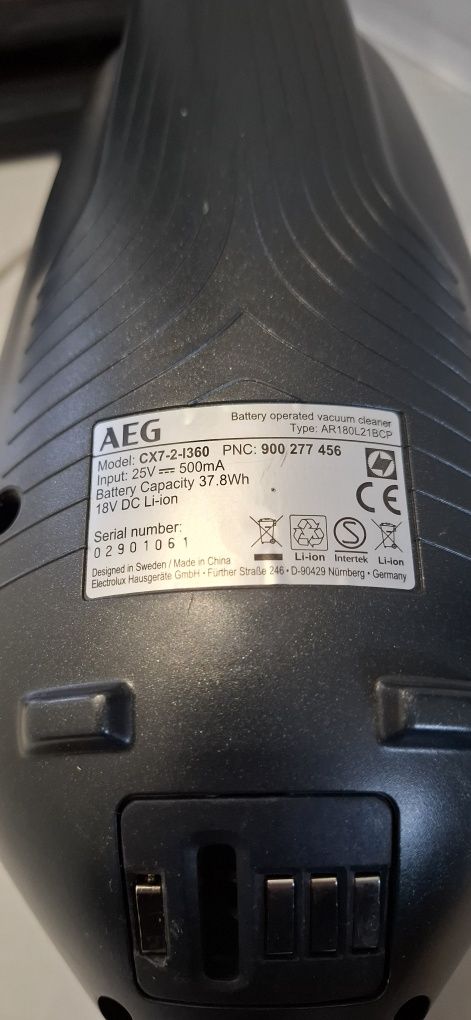 AEG
Battery operated vacuum cleaner
Type: AR180L21BCP
Model: CX7-2-I360 PNC: 900 277 456
Input: 25V ⎓ 500mA
Battery Capacity 37.8Wh
18V DC Li-ion
CE
Serial number:
02901061
Li-ion Intertek Li-ion
Designed in Sweden / Made in China
Electrolux Hausgeräte GmbH • Fürther Straße 246 • D-90429 Nürnberg • Germany